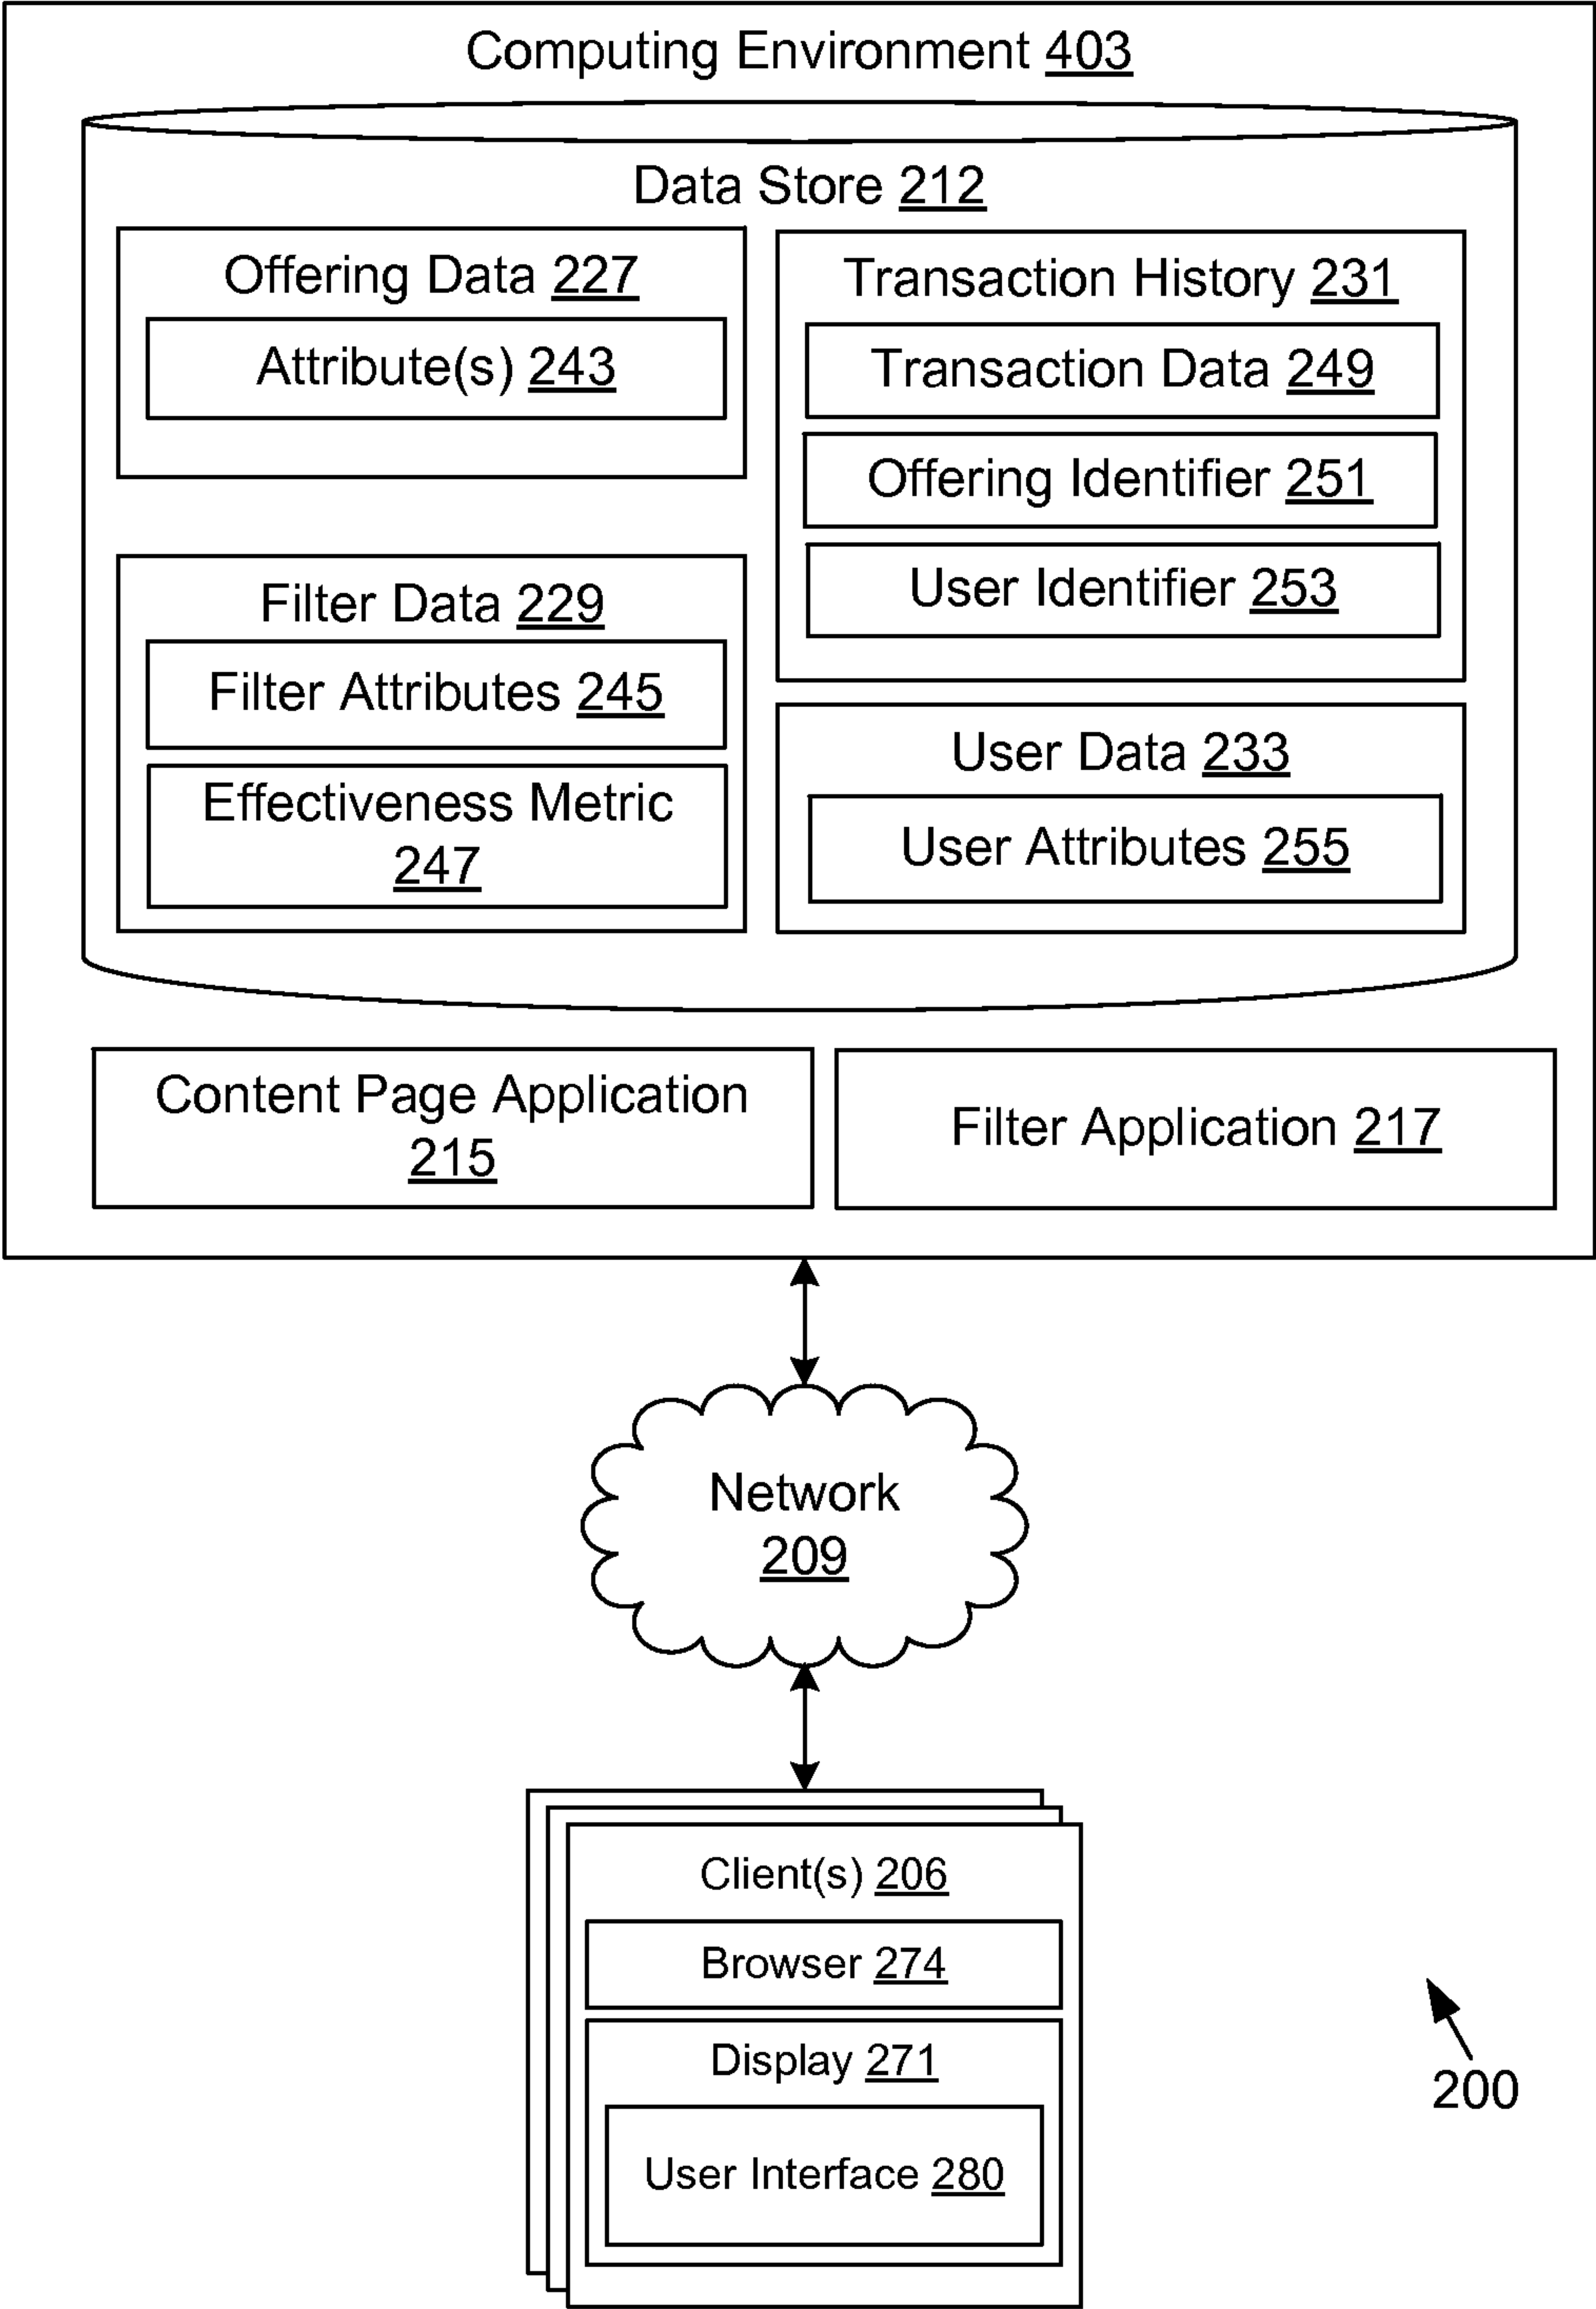 Computing Environment 403
Data Store 212
Offering Data 227
Attribute(s) 243
Filter Data 229
Filter Attributes 245
Effectiveness Metric
247
Transaction History 231
Transaction Data 249
Offering Identifier 251
User Identifier 253
User Data 233
User Attributes 255
Content Page Application
215
Filter Application 217
Network
209
Client(s) 206
Browser 274
Display 271
User Interface 280
200